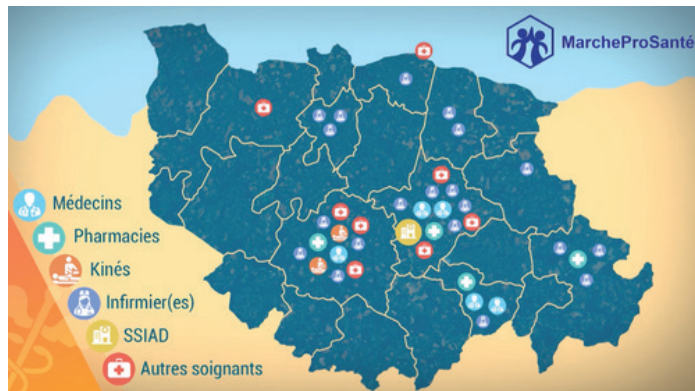 MarcheProSanté
Médecins
Pharmacies
Kinés
Infirmier(es)
SSIAD
Autres soignants